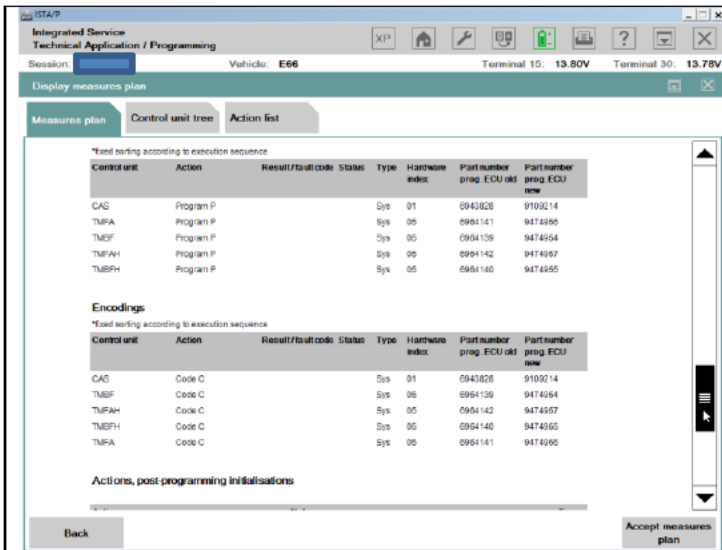 ISTA/P
Integrated Service
Technical Application / Programming
XP
?
Session:
Vehicle: E66
Terminal 15: 13.80V
Terminal 30: 13.78V
Display measures plan
Measures plan
Control unit tree
Action list
*fixed sorting according to execution sequence
Control unit Action Result/fault code Status Type Hardware index Part number prog. ECU old Part number prog. ECU new
CAS Program P Sys 01 6943828 9109214
TMFA Program P Sys 05 6964141 9474966
TMBF Program P Sys 05 6964139 9474964
TMFAH Program P Sys 05 6964142 9474967
TMBFH Program P Sys 05 6964140 9474965
Encodings
*fixed sorting according to execution sequence
Control unit Action Result/fault code Status Type Hardware index Part number prog. ECU old Part number prog. ECU new
CAS Code C Sys 01 6943828 9109214
TMBF Code C Sys 05 6964139 9474964
TMFAH Code C Sys 05 6964142 9474967
TMBFH Code C Sys 05 6964140 9474965
TMFA Code C Sys 05 6964141 9474966
Actions, post-programming initialisations
Back
Accept measures plan